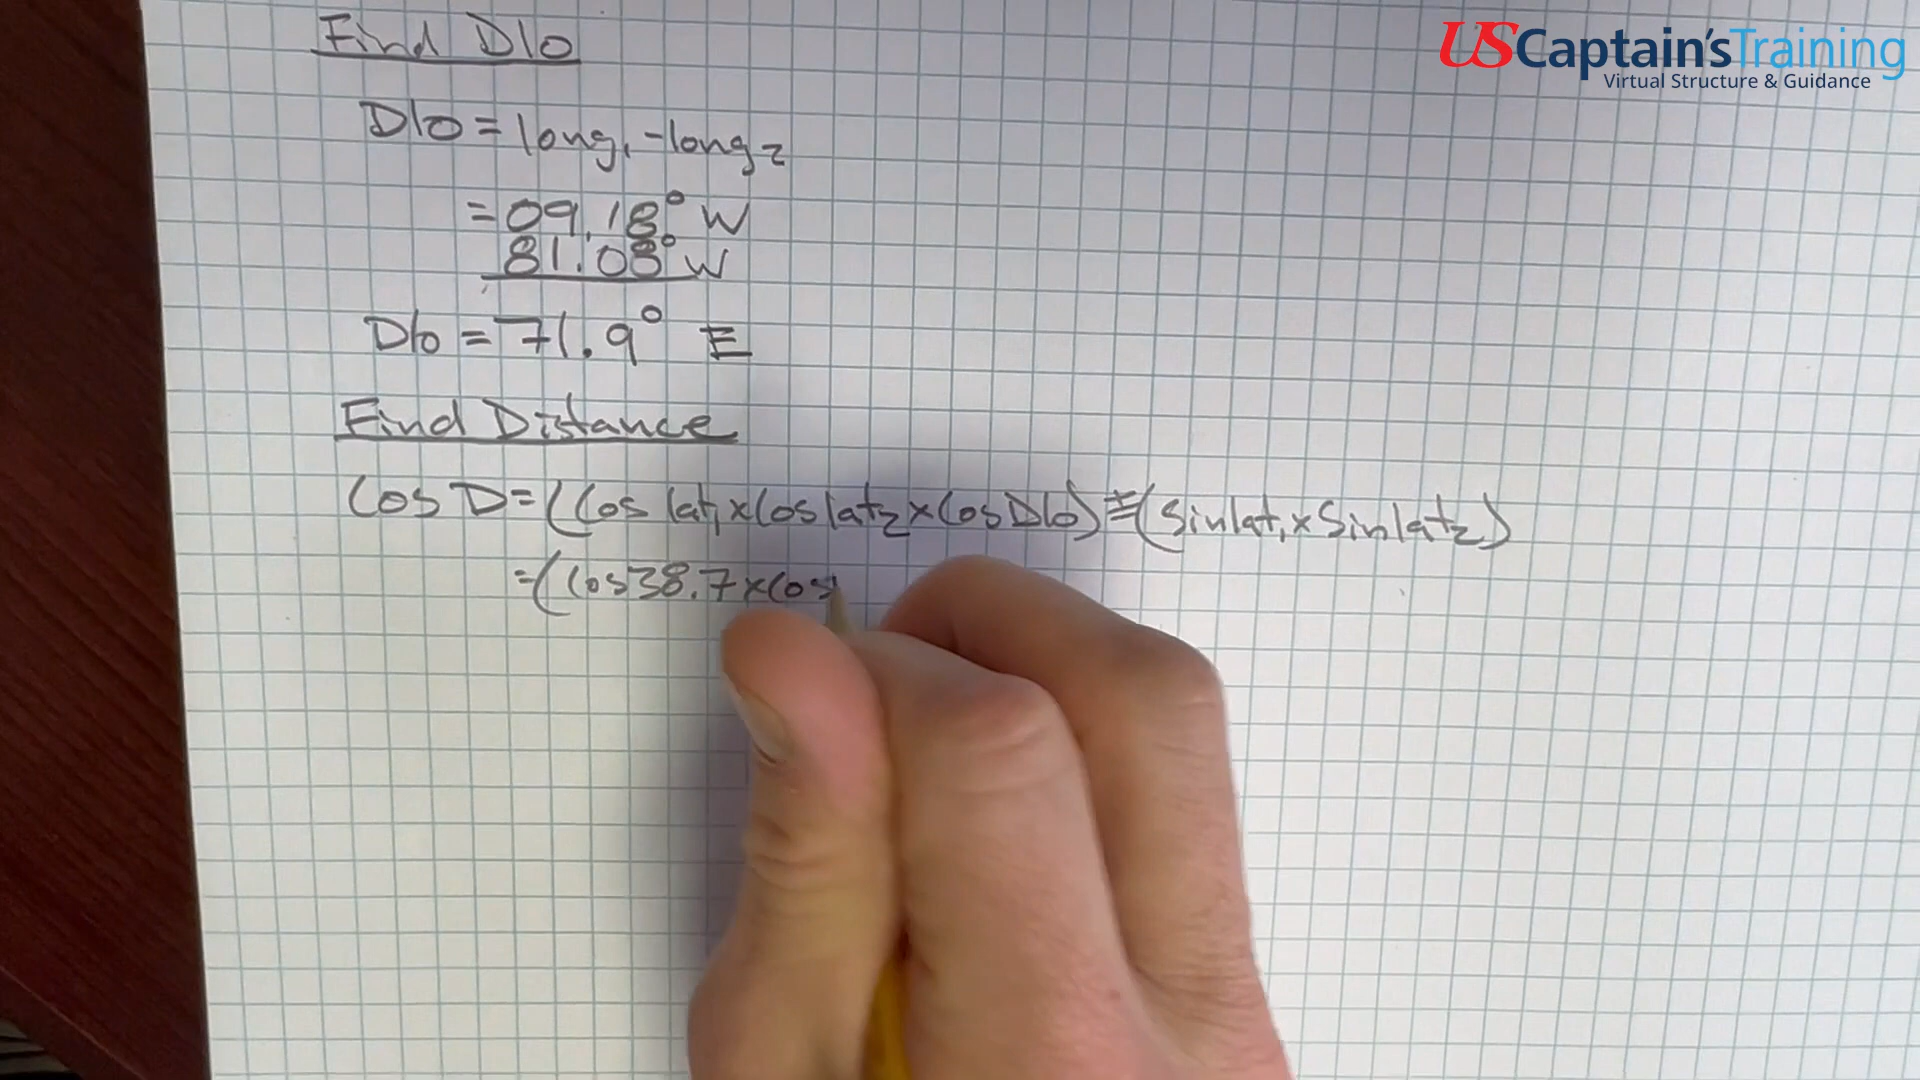 USCaptain'sTraining
Virtual Structure & Guidance
Find Dlo
Dlo = long₁ - long₂
= 09.18° W
81.08° W
Dlo = 71.9° E
Find Distance
Cos D = (Cos lat₁ x Cos lat₂ x Cos Dlo) ± (Sin lat₁ x Sin lat₂)
= (Cos 38.7 x Cos